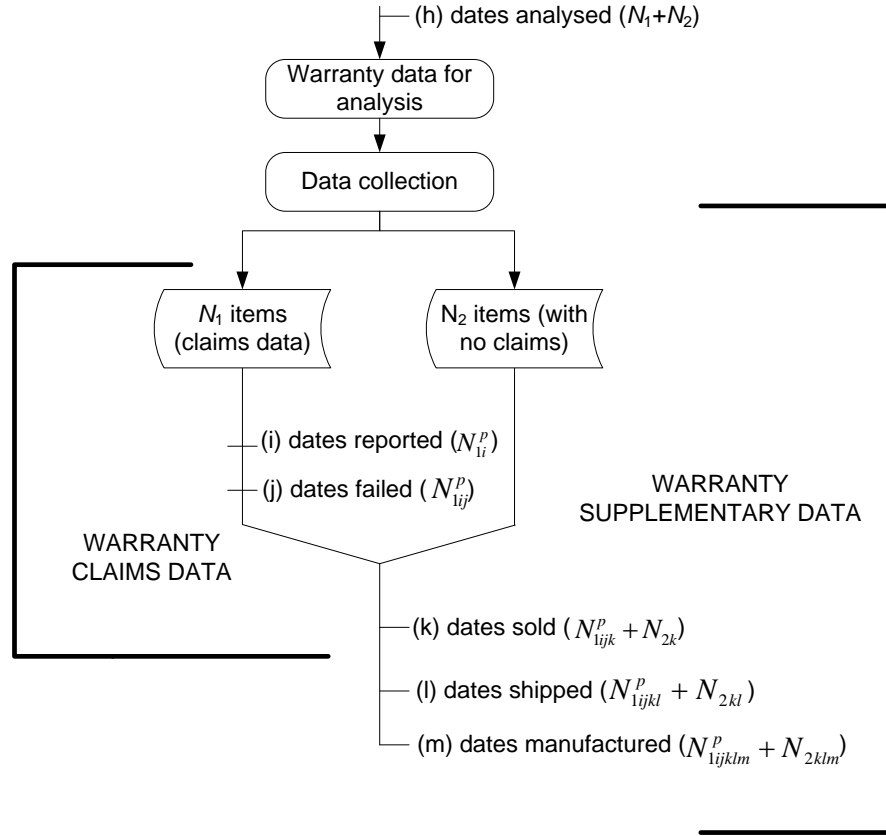 (h) dates analysed (N₁+N₂)
Warranty data for
analysis
Data collection
N₁ items
(claims data)
N₂ items (with
no claims)
(i) dates reported (N₁ᵢᵖ)
(j) dates failed (N₁ᵢⱼᵖ)
WARRANTY
SUPPLEMENTARY DATA
WARRANTY
CLAIMS DATA
(k) dates sold (N₁ᵢⱼₖᵖ + N₂ₖ)
(l) dates shipped (N₁ᵢⱼₖₗᵖ + N₂ₖₗ)
(m) dates manufactured (N₁ᵢⱼₖₗₘᵖ + N₂ₖₗₘ)